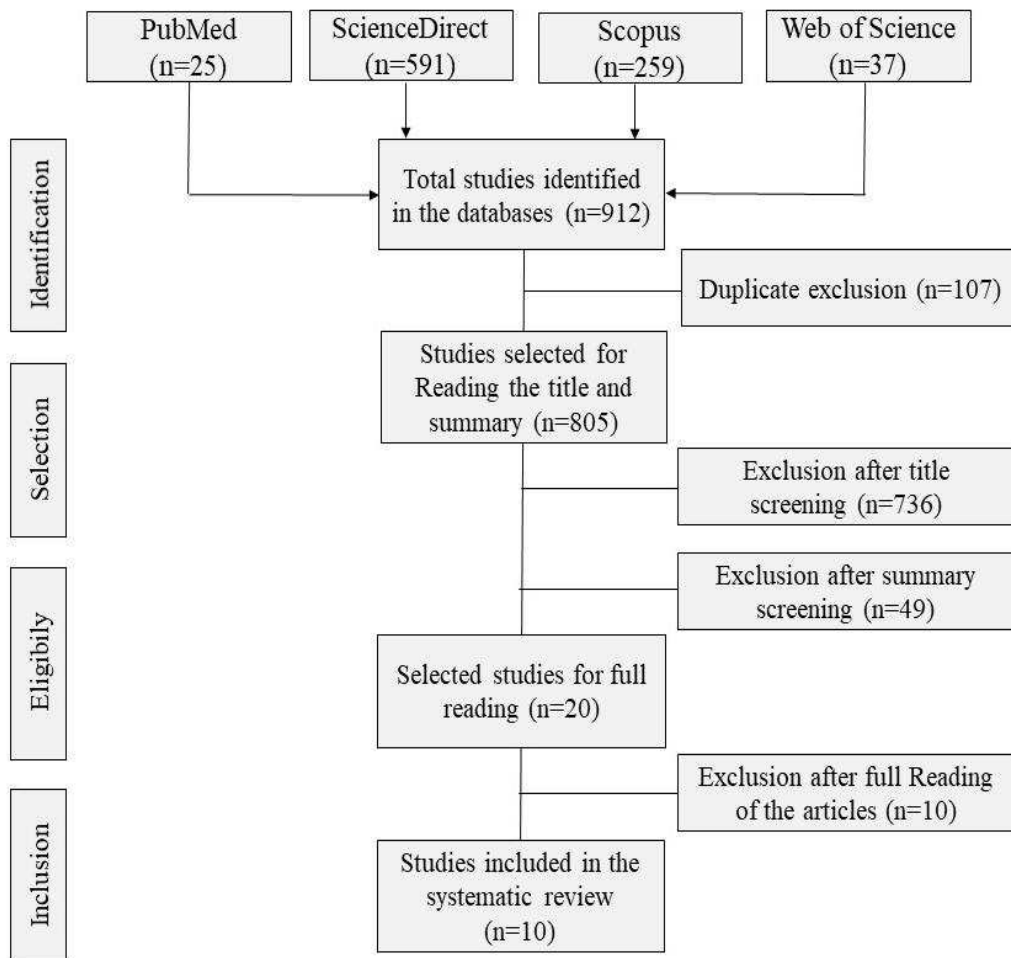 PubMed
(n=25)
ScienceDirect
(n=591)
Scopus
(n=259)
Web of Science
(n=37)
Identification
Total studies identified
in the databases (n=912)
Duplicate exclusion (n=107)
Selection
Studies selected for
Reading the title and
summary (n=805)
Exclusion after title
screening (n=736)
Eligibily
Exclusion after summary
screening (n=49)
Selected studies for full
reading (n=20)
Inclusion
Exclusion after full Reading
of the articles (n=10)
Studies included in the
systematic review
(n=10)